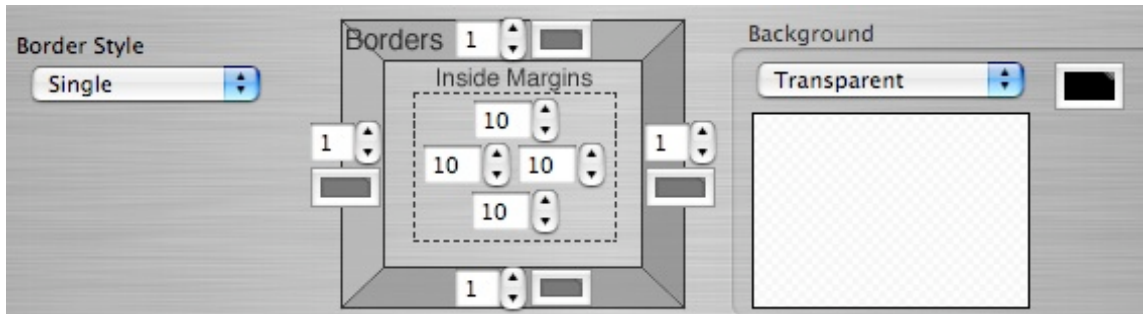 Border Style
Single
Borders 1
Inside Margins
10
1
10 10
1
10
1
Background
Transparent